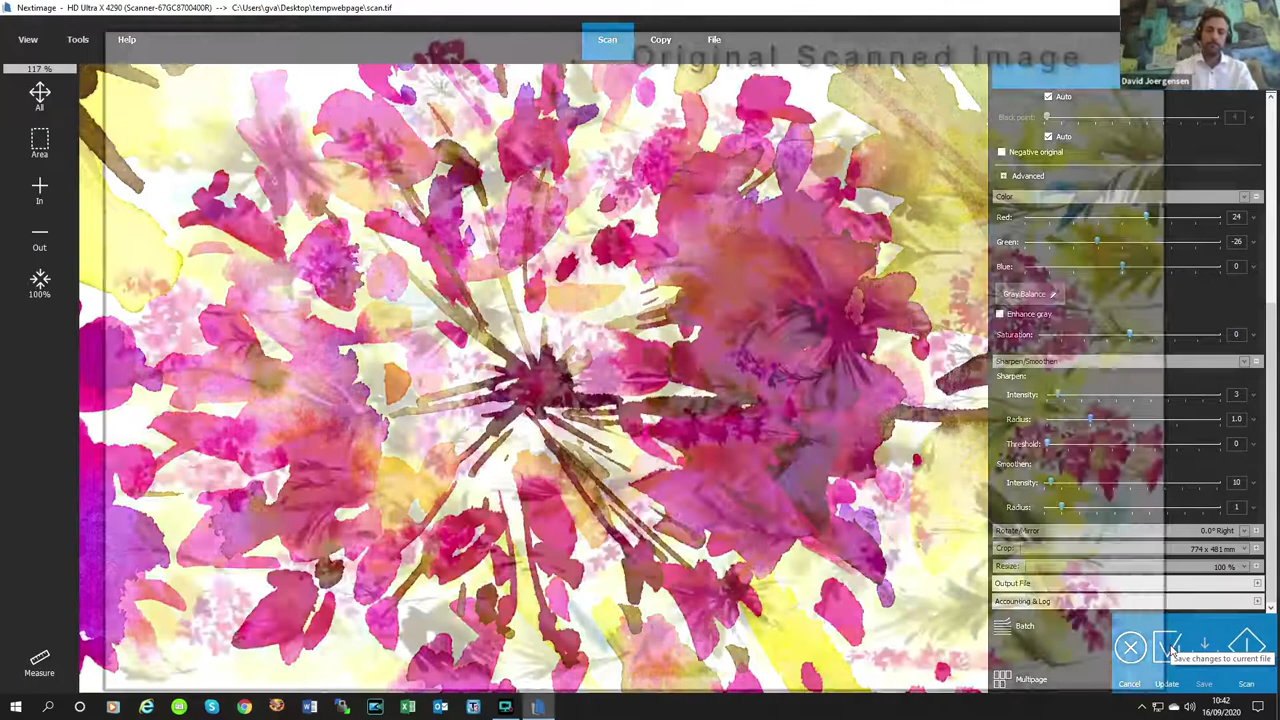 Nextimage - HD Ultra X 4290 (Scanner-67GC8700400R) --> C:\Users\gva\Desktop\tempwebpage\scan.tif
View Tools Help Scan Copy File
Original Scanned Image
David Joergensen
117 %
All
Area
In
Out
100%
Measure
Auto
Black point: -4
Auto
Negative original
Advanced
Color
Red: 24
Green: -26
Blue: 0
Gray Balance
Enhance gray
Saturation: 0
Sharpen/Smoothen
Sharpen:
Intensity: 3
Radius: 1.0
Threshold: 0
Smoothen:
Intensity: 10
Radius: 1
Rotate/Mirror 0.0° Right
Crop: 774 x 481 mm
Resize: 100 %
Output File
Accounting & Log
Batch
Multipage
Save changes to current file
Cancel Update Save Scan
10:42
16/09/2020